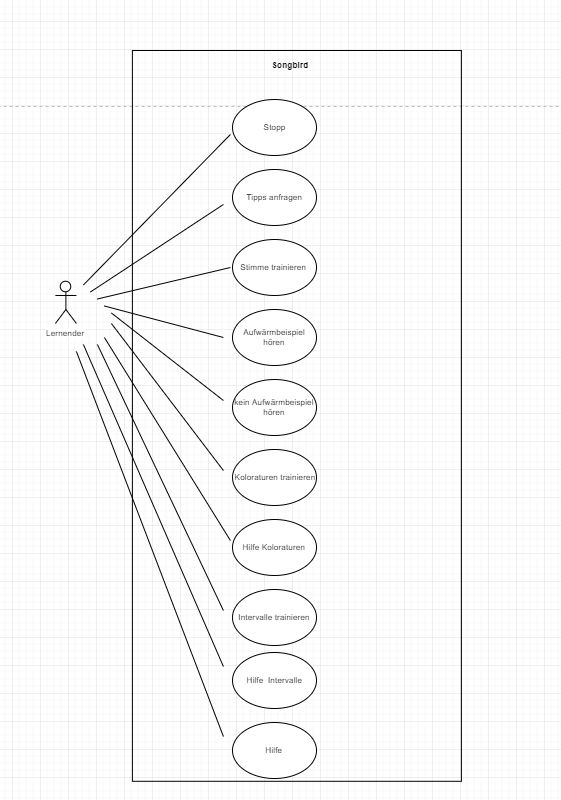 Songbird
Stopp
Tipps anfragen
Stimme trainieren
Lernender
Aufwärmbeispiel
hören
kein Aufwärmbeispiel
hören
Koloraturen trainieren
Hilfe Koloraturen
Intervalle trainieren
Hilfe Intervalle
Hilfe